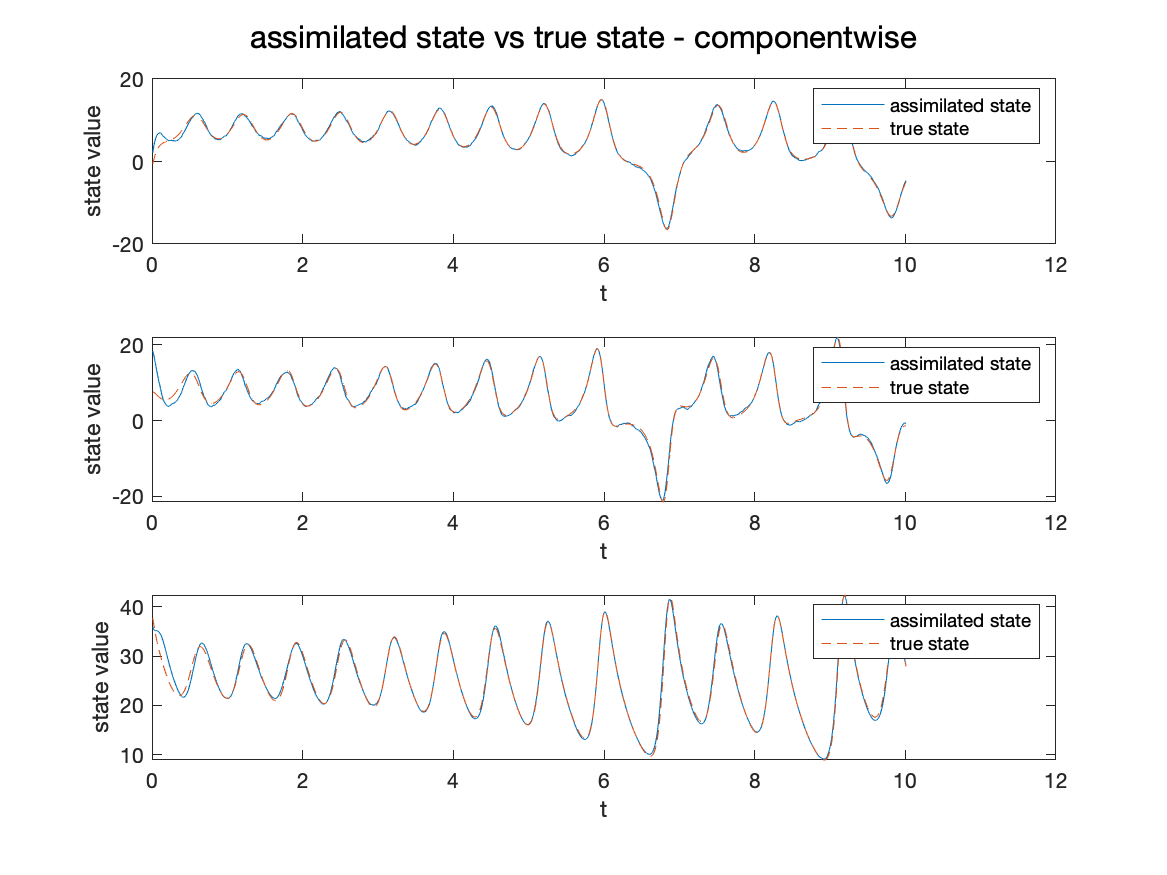 assimilated state vs true state - componentwise
20
0
-20
state value
assimilated state
true state
0 2 4 6 8 10 12
t
20
0
-20
state value
assimilated state
true state
0 2 4 6 8 10 12
t
40
30
20
10
state value
assimilated state
true state
0 2 4 6 8 10 12
t